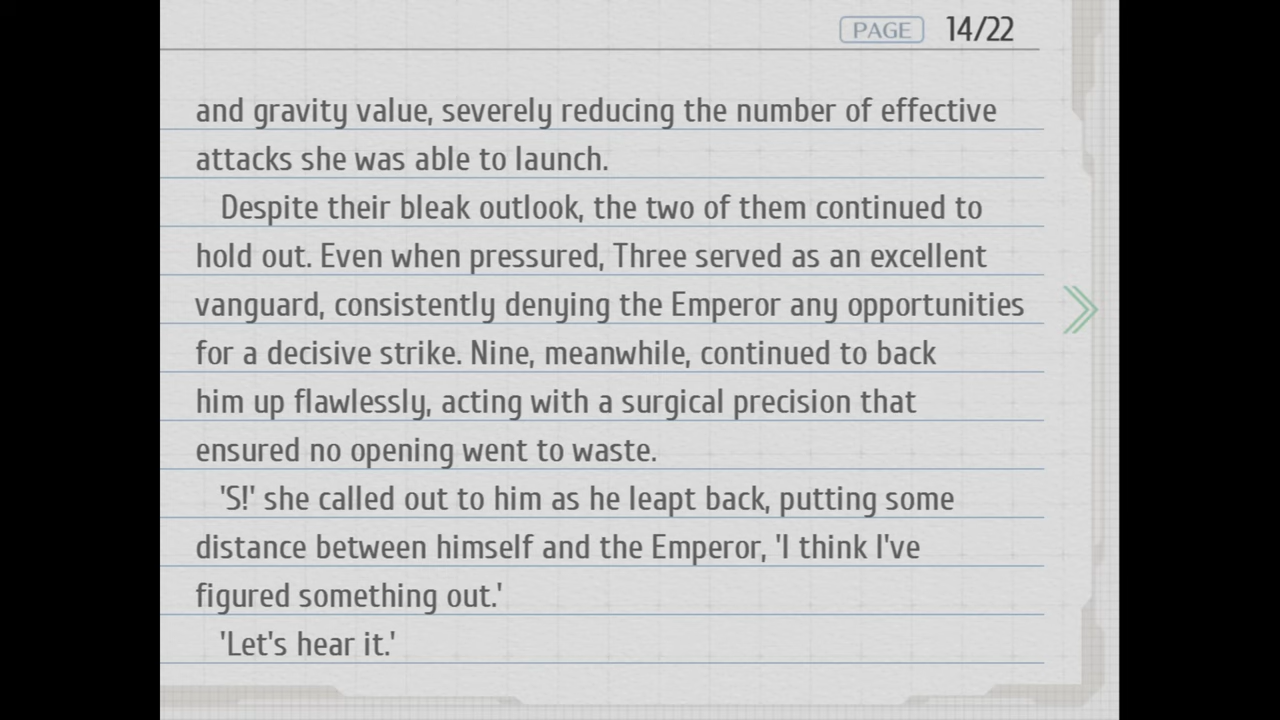 PAGE 14/22
and gravity value, severely reducing the number of effective
attacks she was able to launch.
Despite their bleak outlook, the two of them continued to
hold out. Even when pressured, Three served as an excellent
vanguard, consistently denying the Emperor any opportunities
for a decisive strike. Nine, meanwhile, continued to back
him up flawlessly, acting with a surgical precision that
ensured no opening went to waste.
'S!' she called out to him as he leapt back, putting some
distance between himself and the Emperor, 'I think I've
figured something out.'
'Let's hear it.'